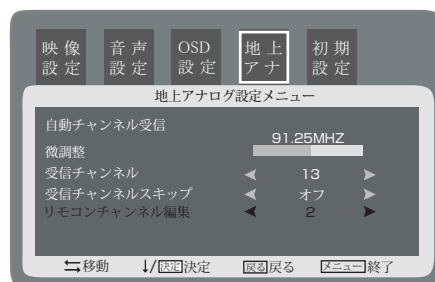 映像 音声 OSD 地上 初期
設定 設定 設定 アナ 設定
地上アナログ設定メニュー
自動チャンネル受信
91.25MHZ
微調整
受信チャンネル 13
受信チャンネルスキップ オフ
リモコンチャンネル編集 2
⇆移動 ↓/決定決定 戻る戻る メニュー終了